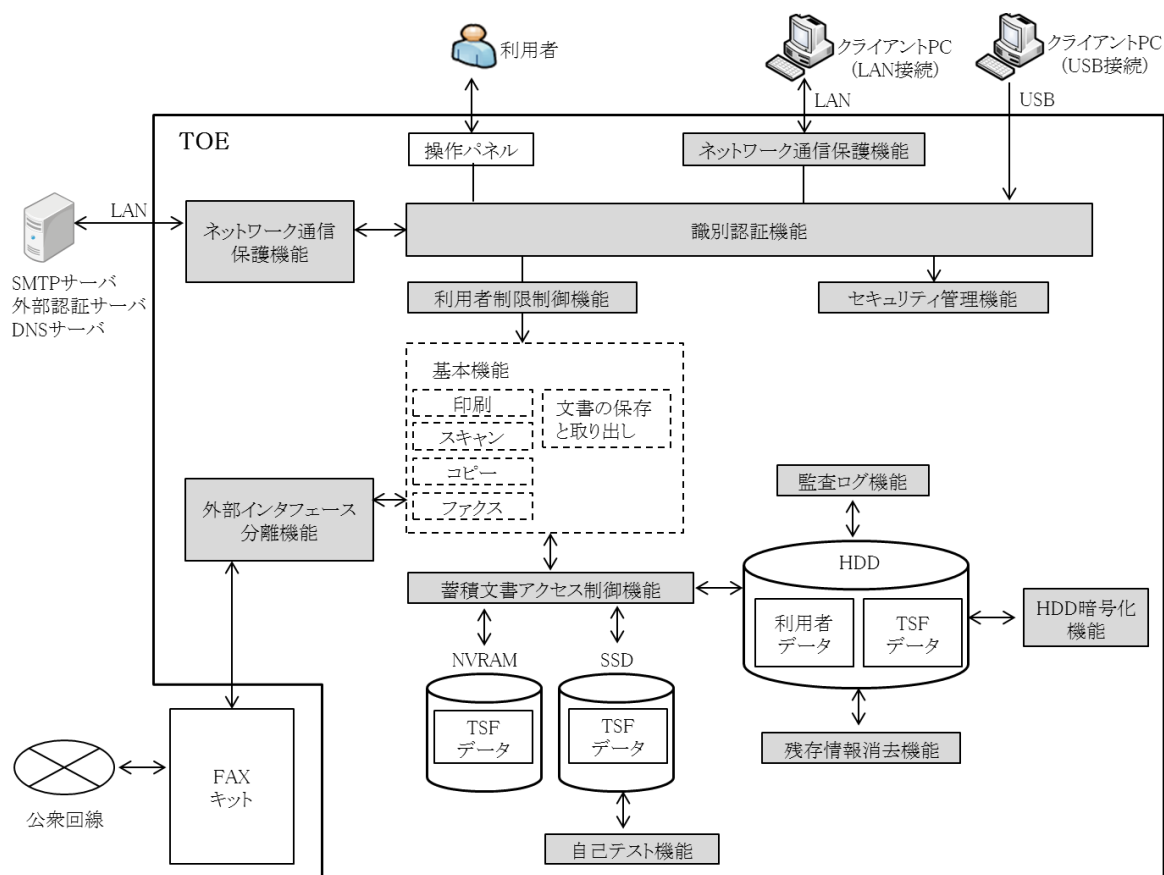 利用者
クライアントPC
(LAN接続)
クライアントPC
(USB接続)
LAN
USB
TOE
操作パネル
ネットワーク通信保護機能
LAN
ネットワーク通信
保護機能
識別認証機能
SMTPサーバ
外部認証サーバ
DNSサーバ
利用者制限制御機能
セキュリティ管理機能
基本機能
印刷
スキャン
コピー
ファクス
文書の保存
と取り出し
監査ログ機能
外部インタフェース
分離機能
HDD
蓄積文書アクセス制御機能
利用者
データ
TSF
データ
HDD暗号化
機能
NVRAM
SSD
TSF
データ
TSF
データ
残存情報消去機能
FAX
キット
公衆回線
自己テスト機能